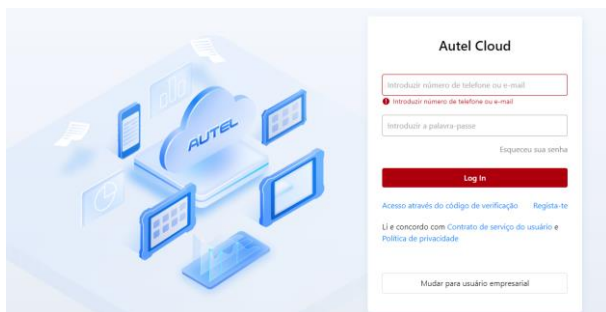 AUTEL
Autel Cloud
Introduzir número de telefone ou e-mail
Introduzir número de telefone ou e-mail
Introduzir a palavra-passe
Esqueceu sua senha
Log In
Acesso através do código de verificação Regista-te
Li e concordo com Contrato de serviço do usuário e
Política de privacidade
Mudar para usuário empresarial